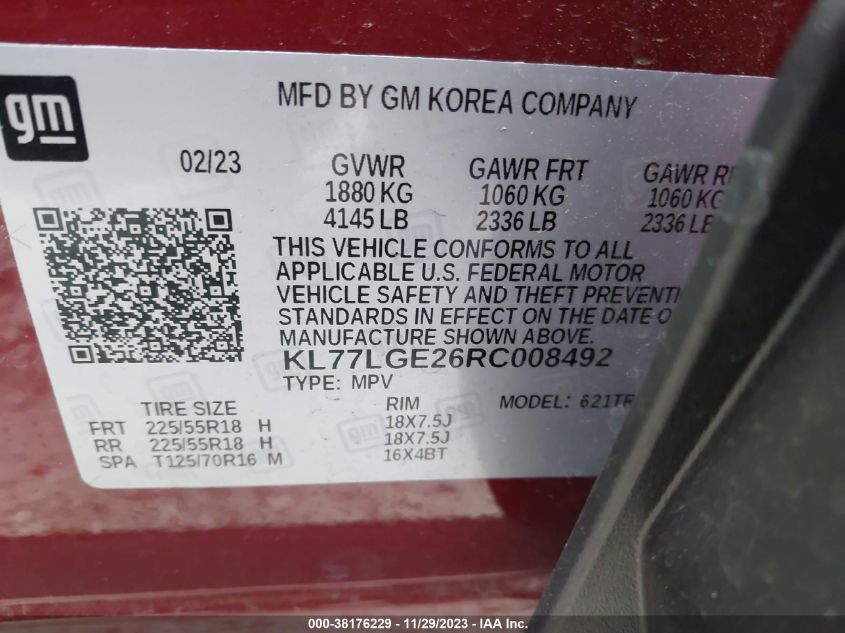 gm
MFD BY GM KOREA COMPANY
02/23 GVWR GAWR FRT GAWR
1880 KG 1060 KG 1060 KG
4145 LB 2336 LB 2336 LB
THIS VEHICLE CONFORMS TO ALL
APPLICABLE U.S. FEDERAL MOTOR
VEHICLE SAFETY AND THEFT
STANDARDS IN EFFECT ON THE DATE
MANUFACTURE SHOWN ABOVE.
KL77LGE26RC008492
TYPE: MPV
TIRE SIZE RIM MODEL:
FRT 225/55R18 H 18X7.5J
RR 225/55R18 H 18X7.5J
SPA T125/70R16 M 16X4BT
000-38176229 - 11/29/2023 - IAA, Inc.